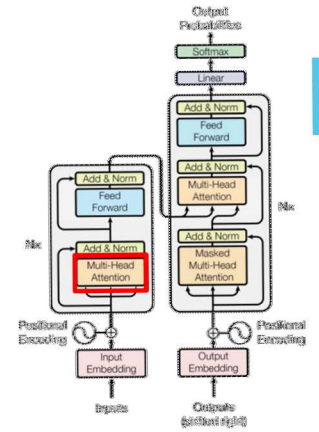 Output
Probabilities
Softmax
Linear
Add & Norm
Feed
Forward
Add & Norm
Multi-Head
Attention
Add & Norm
Masked
Multi-Head
Attention
Nx
Positional
Encoding
Output
Embedding
Outputs
(shifted right)
Add & Norm
Feed
Forward
Nx
Add & Norm
Multi-Head
Attention
Positional
Encoding
Input
Embedding
Inputs